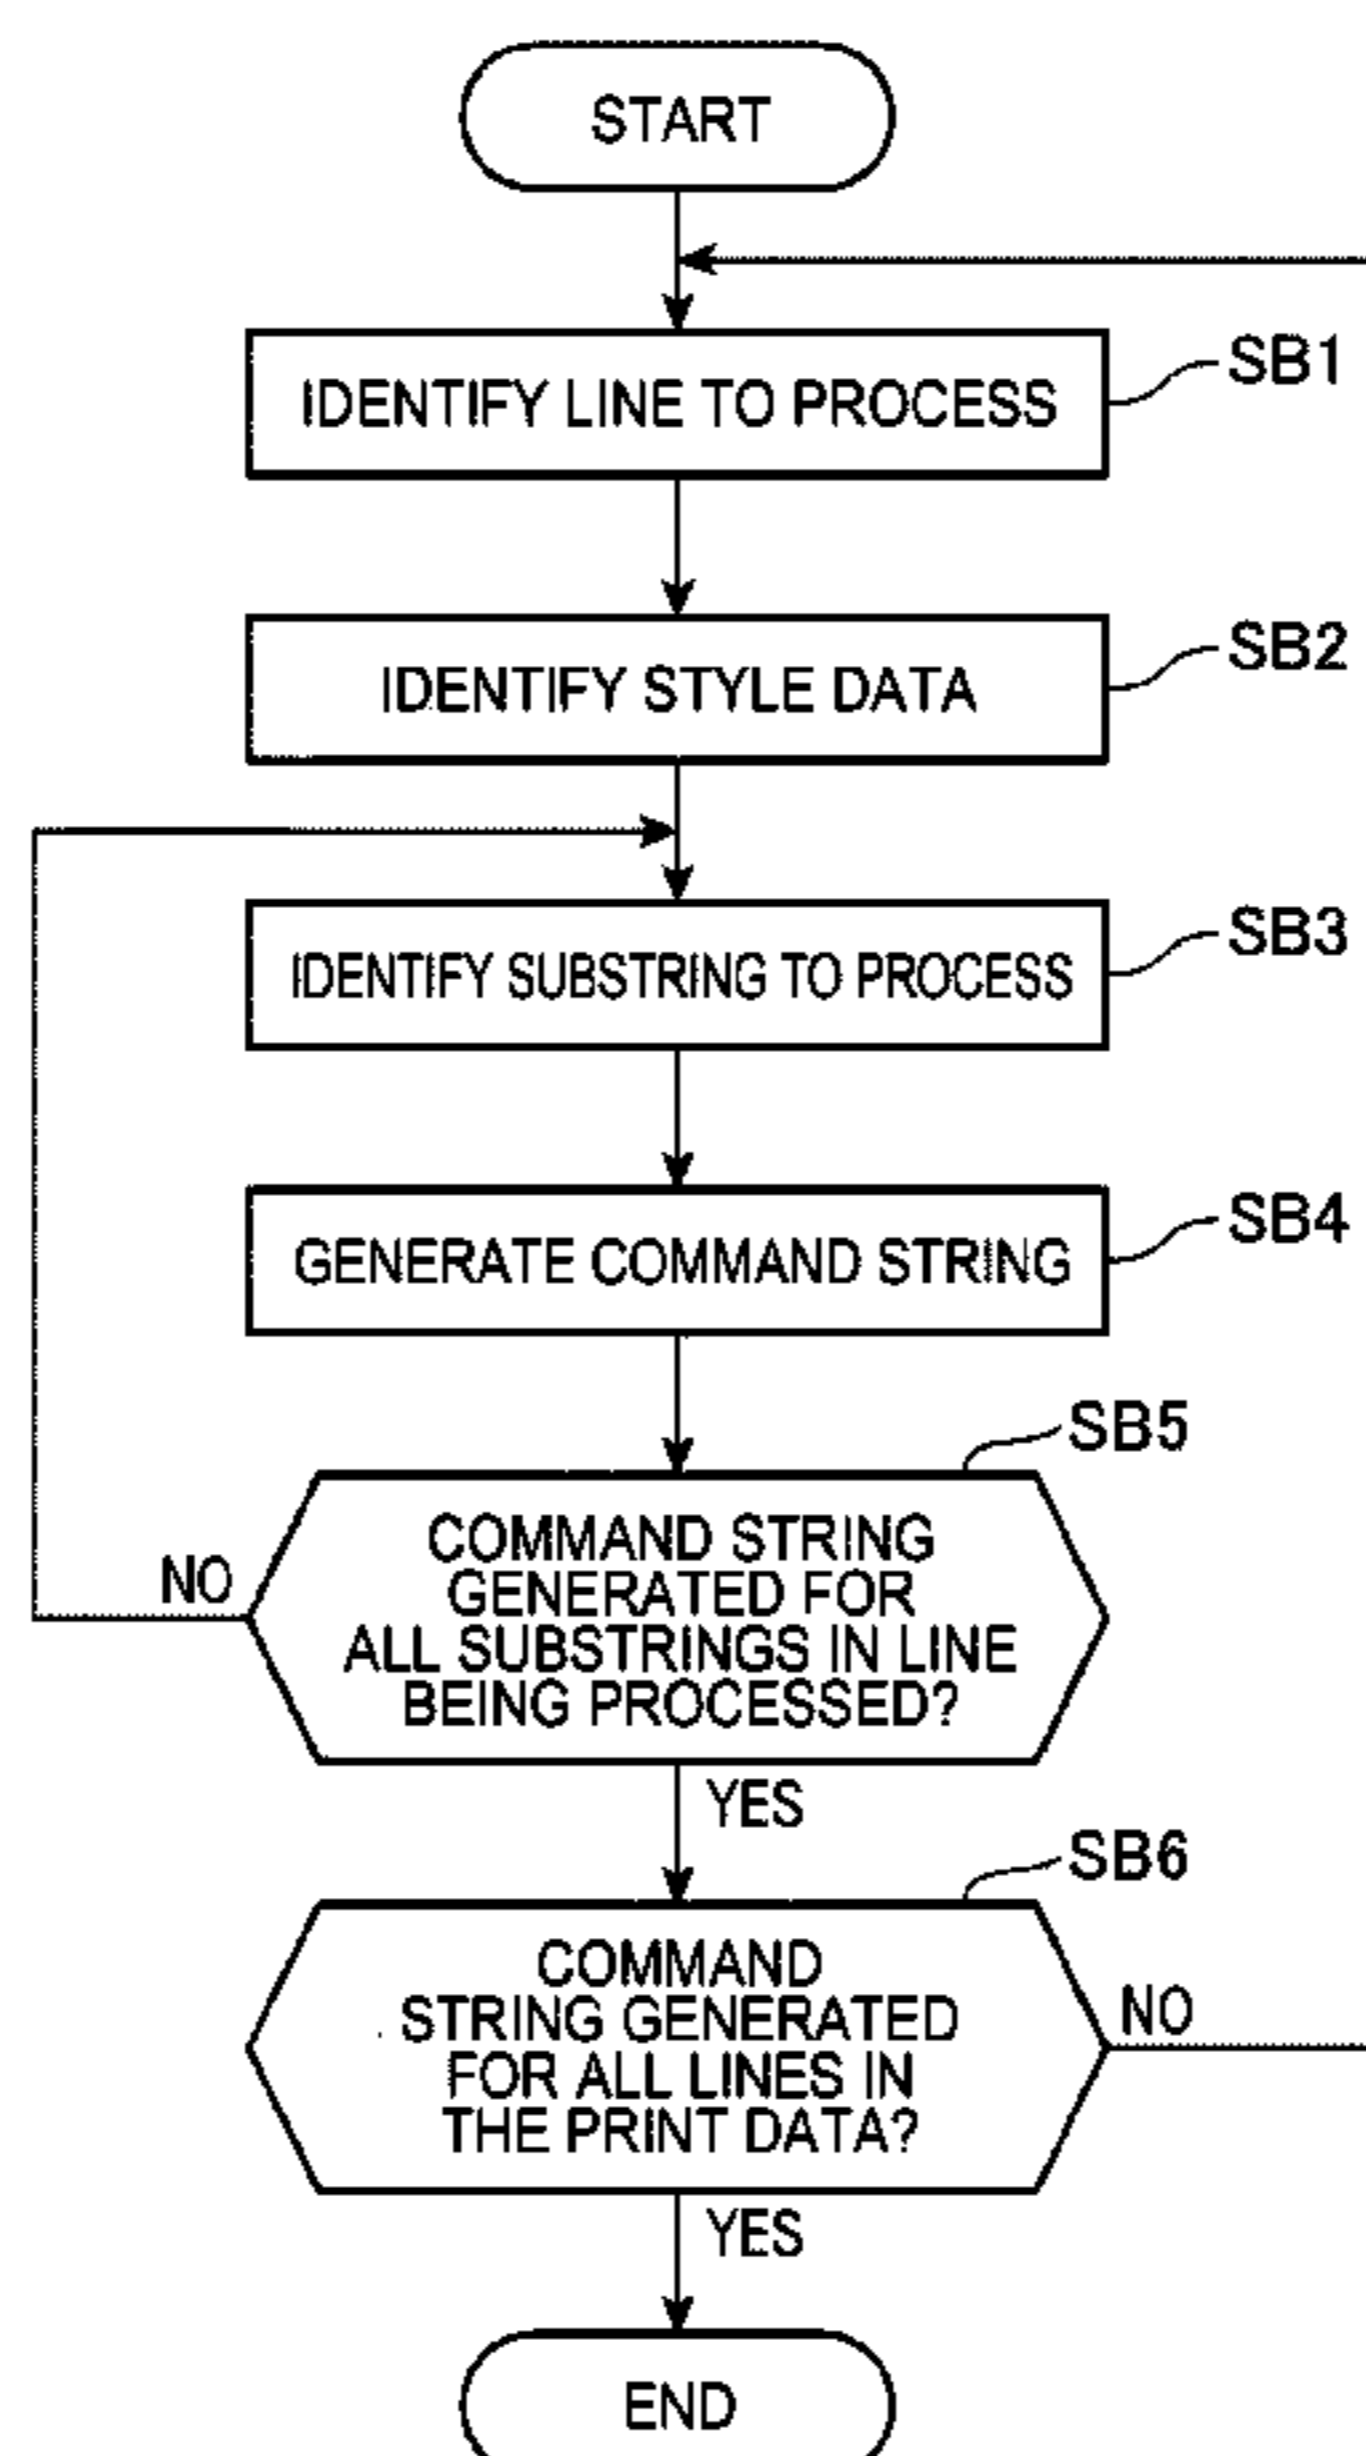 START
IDENTIFY LINE TO PROCESS
SB1
IDENTIFY STYLE DATA
SB2
IDENTIFY SUBSTRING TO PROCESS
SB3
GENERATE COMMAND STRING
SB4
SB5
COMMAND STRING
GENERATED FOR
ALL SUBSTRINGS IN LINE
BEING PROCESSED?
NO
YES
SB6
COMMAND
STRING GENERATED
FOR ALL LINES IN
THE PRINT DATA?
NO
YES
END